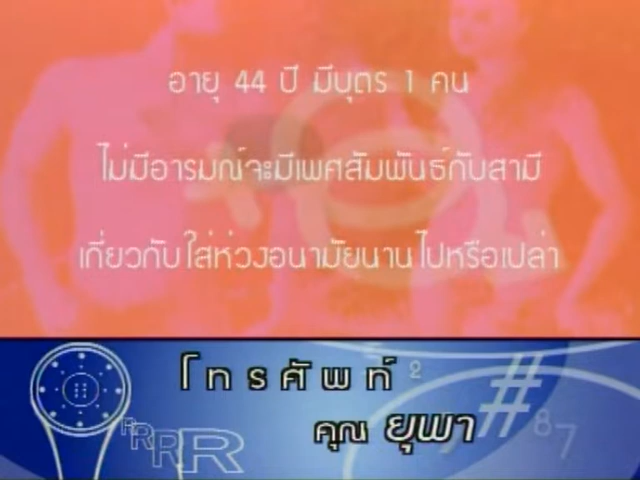 อายุ 44 ปี มีบุตร 1 คน
ไม่มีอารมณ์จะมีเพศสัมพันธ์กับสามี
เกี่ยวกับใส่ห่วงอนามัยนานไปหรือเปล่า
โทรศัพท์
คุณ ยุพา
2
#
87
RRRR